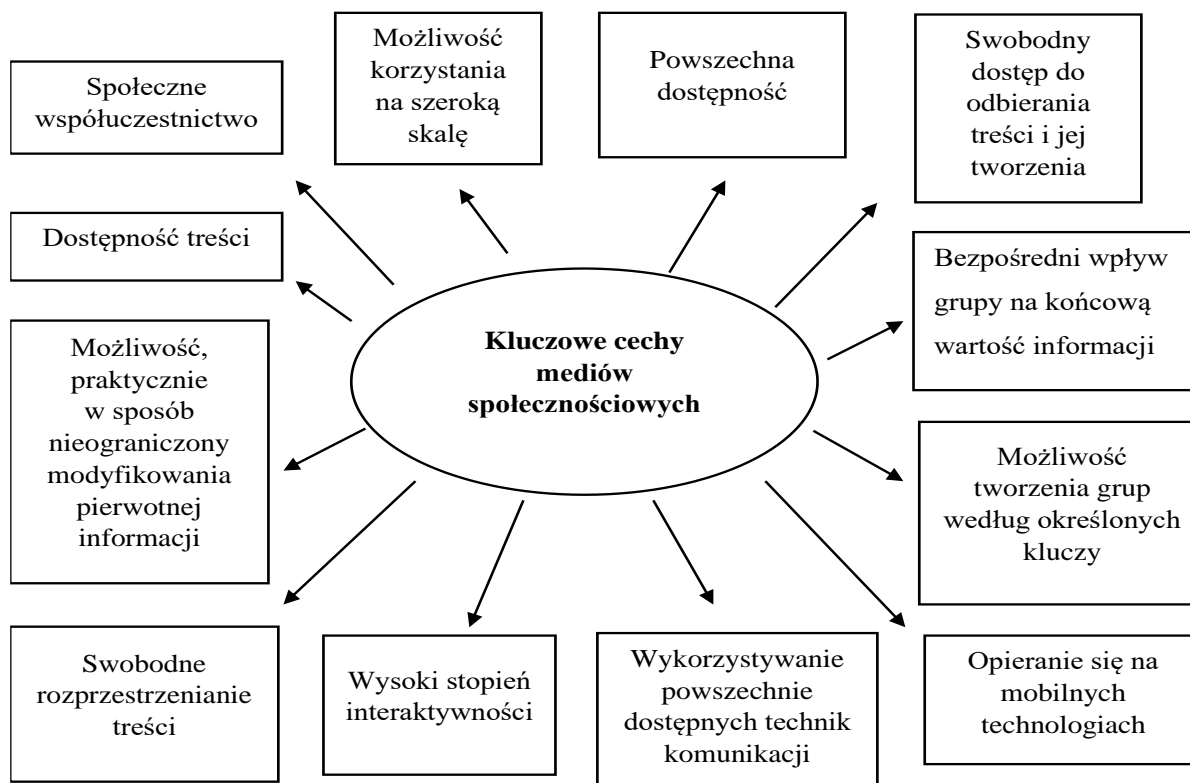 Społeczne
współuczestnictwo
Możliwość
korzystania
na szeroką
skalę
Powszechna
dostępność
Swobodny
dostęp do
odbierania
treści i jej
tworzenia
Dostępność treści
Bezpośredni wpływ
grupy na końcową
wartość informacji
Kluczowe cechy
mediów
społecznościowych
Możliwość,
praktycznie
w sposób
nieograniczony
modyfikowania
pierwotnej
informacji
Możliwość
tworzenia grup
według określonych
kluczy
Swobodne
rozprzestrzenianie
treści
Wysoki stopień
interaktywności
Wykorzystywanie
powszechnie
dostępnych technik
komunikacji
Opieranie się na
mobilnych
technologiach